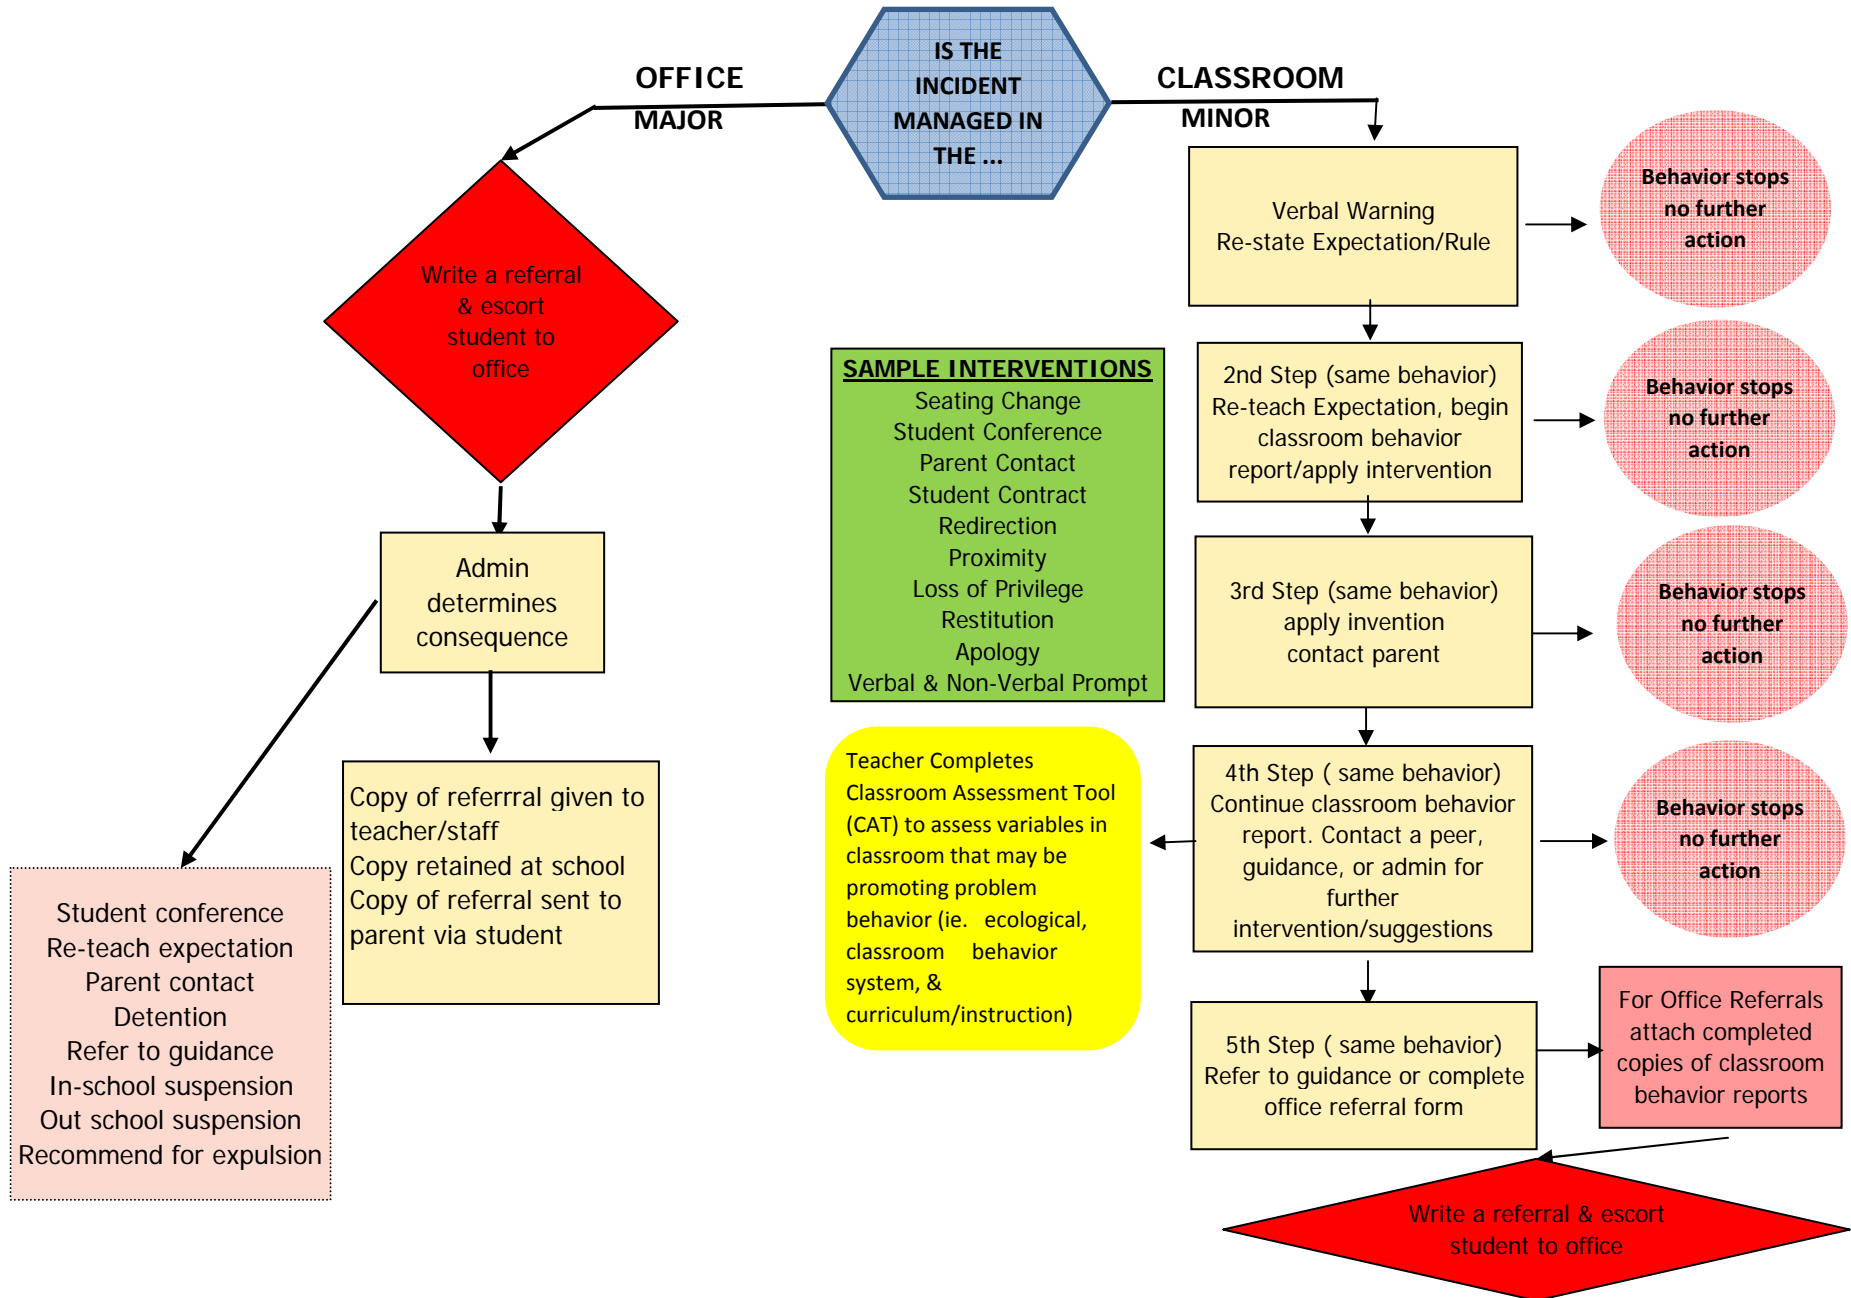 IS THE
INCIDENT
MANAGED IN
THE ...
OFFICE
MAJOR
CLASSROOM
MINOR
Write a referral
& escort
student to
office
Admin
determines
consequence
Copy of referrral given to
teacher/staff
Copy retained at school
Copy of referral sent to
parent via student
Student conference
Re-teach expectation
Parent contact
Detention
Refer to guidance
In-school suspension
Out school suspension
Recommend for expulsion
SAMPLE INTERVENTIONS
Seating Change
Student Conference
Parent Contact
Student Contract
Redirection
Proximity
Loss of Privilege
Restitution
Apology
Verbal & Non-Verbal Prompt
Teacher Completes
Classroom Assessment Tool
(CAT) to assess variables in
classroom that may be
promoting problem
behavior (ie. ecological,
classroom behavior
system, &
curriculum/instruction)
Verbal Warning
Re-state Expectation/Rule
Behavior stops
no further
action
2nd Step (same behavior)
Re-teach Expectation, begin
classroom behavior
report/apply intervention
Behavior stops
no further
action
3rd Step (same behavior)
apply invention
contact parent
Behavior stops
no further
action
4th Step ( same behavior)
Continue classroom behavior
report. Contact a peer,
guidance, or admin for
further
intervention/suggestions
Behavior stops
no further
action
5th Step ( same behavior)
Refer to guidance or complete
office referral form
For Office Referrals
attach completed
copies of classroom
behavior reports
Write a referral & escort
student to office